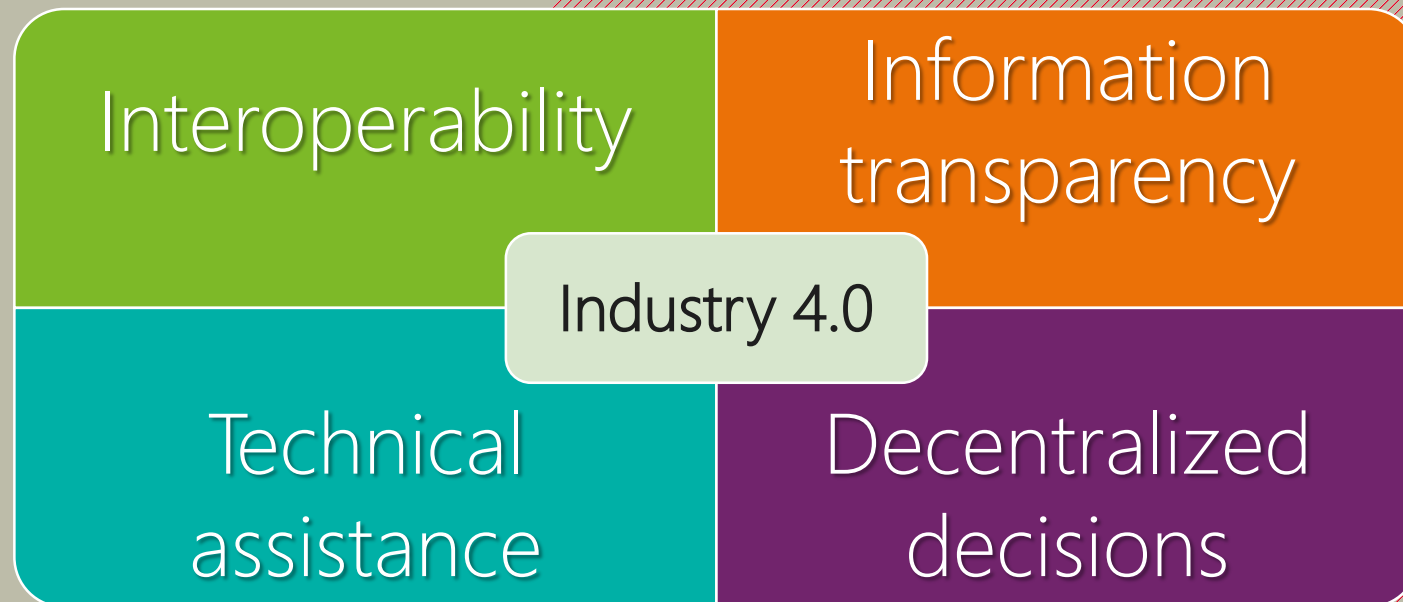 Interoperability
Information
transparency
Industry 4.0
Technical
assistance
Decentralized
decisions